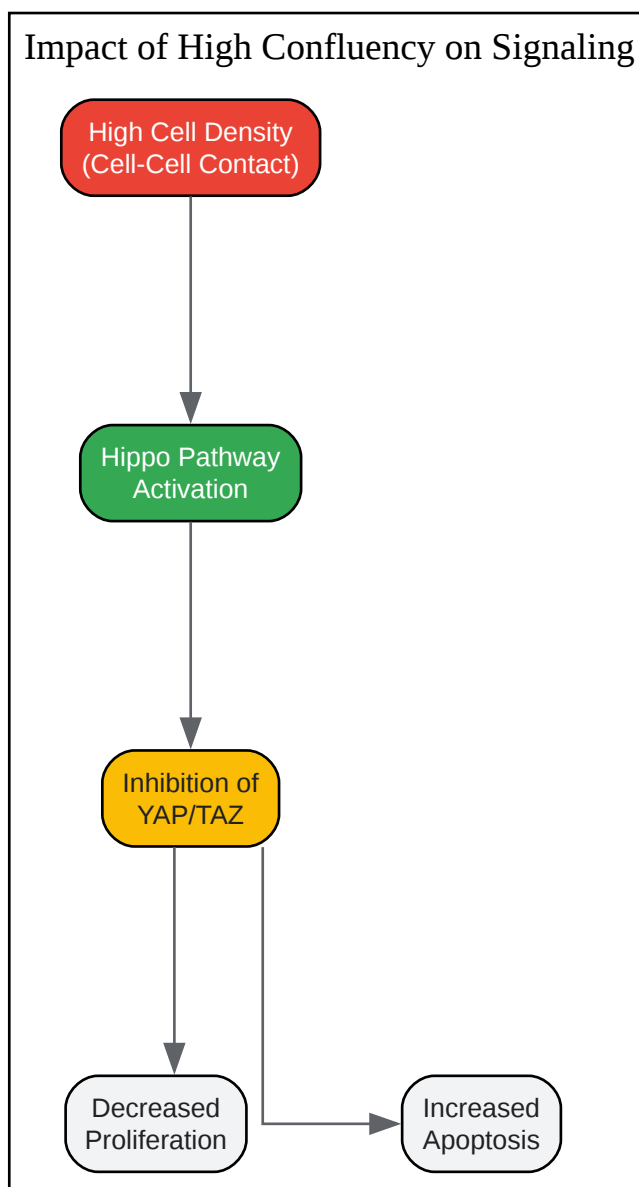 Impact of High Confluency on Signaling
High Cell Density
(Cell-Cell Contact)
Hippo Pathway
Activation
Inhibition of
YAP/TAZ
Decreased
Proliferation
Increased
Apoptosis